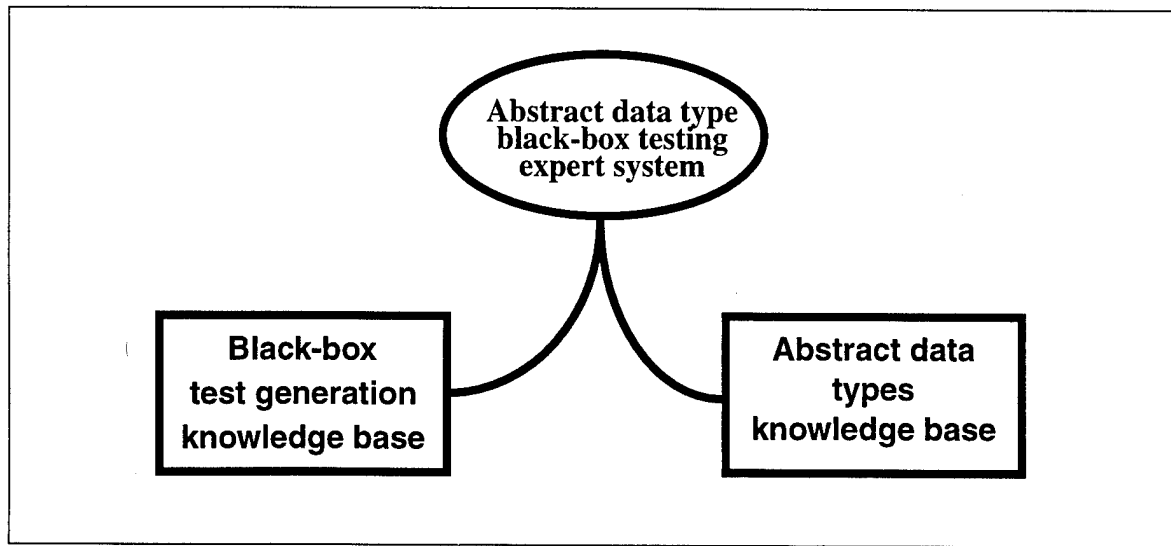 Abstract data type
black-box testing
expert system
Black-box
test generation
knowledge base
Abstract data
types
knowledge base